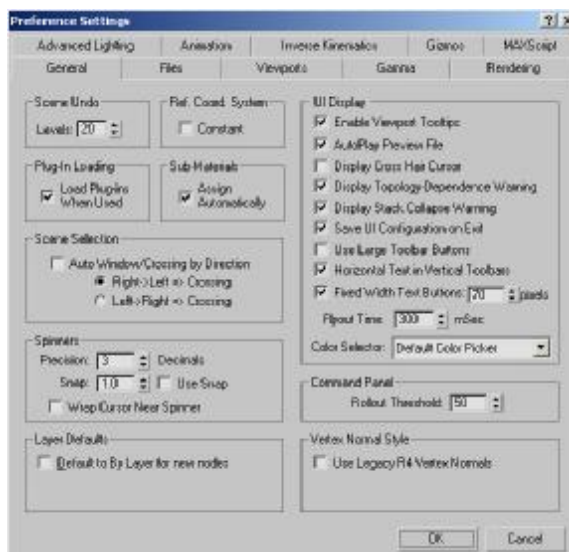 Preference Settings
Advanced Lighting Animation Inverse Kinematics Gizmos MAXScript
General Files Viewports Gamma Rendering
Scene Undo
Levels: 20
Ref. Coord. System
Constant
Plug-In Loading
Load Plug-ins
When Used
Sub-Materials
Assign
Automatically
Scene Selection
Auto Window/Crossing by Direction
Right->Left => Crossing
Left->Right => Crossing
Spinners
Precision: 3 Decimals
Snap: 1.0 Use Snap
Wrap Cursor Near Spinner
Layer Defaults
Default to By Layer for new nodes
UI Display
Enable Viewport Tooltips
AutoPlay Preview File
Display Cross Hair Cursor
Display Topology-Dependence Warning
Display Stack Collapse Warning
Save UI Configuration on Exit
Use Large Toolbar Buttons
Horizontal Text in Vertical Toolbars
Fixed Width Text Buttons: 70 pixels
Flyout Time: 300 mSec
Color Selector: Default Color Picker
Command Panel
Rollout Threshold: 50
Vertex Normal Style
Use Legacy R4 Vertex Normals
OK Cancel